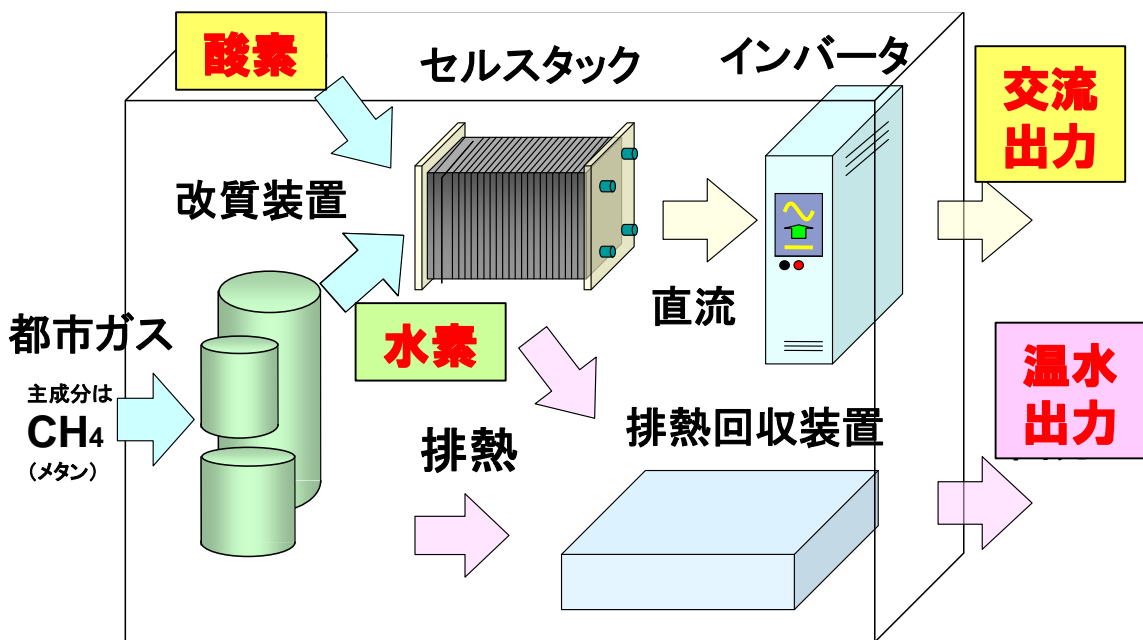 酸素
セルスタック
インバータ
交流
出力
改質装置
直流
都市ガス
主成分は
CH4
（メタン）
水素
温水
出力
排熱
排熱回収装置